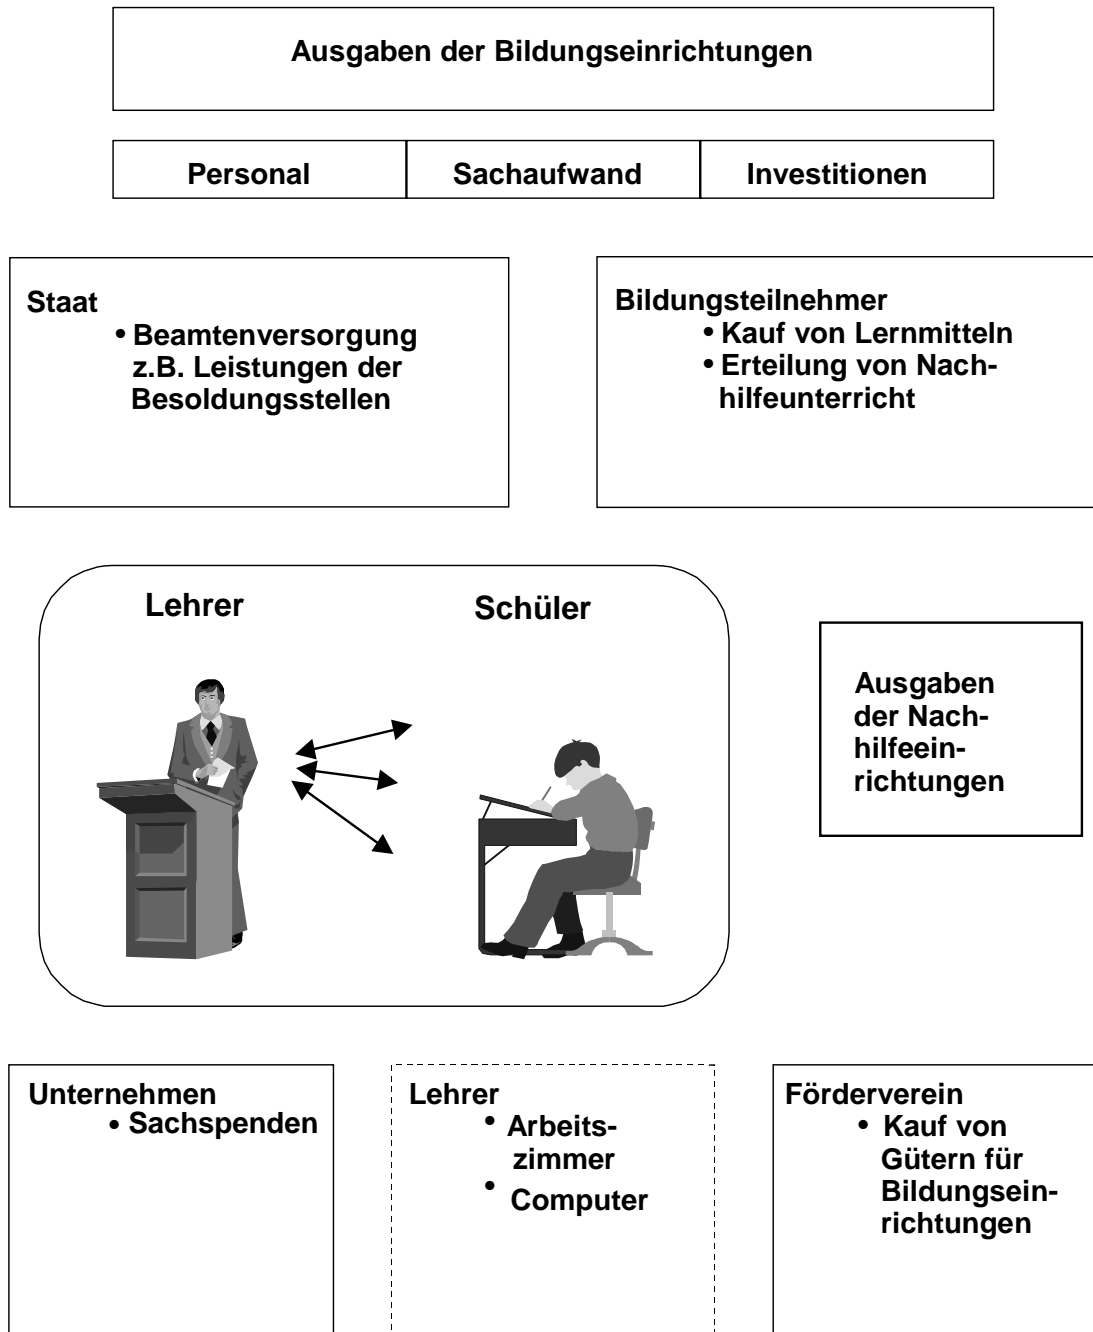 Ausgaben der Bildungseinrichtungen
Personal Sachaufwand Investitionen
Staat
• Beamtenversorgung
z.B. Leistungen der
Besoldungsstellen
Bildungsteilnehmer
• Kauf von Lernmitteln
• Erteilung von Nach-
hilfeunterricht
Lehrer
Schüler
Ausgaben
der Nach-
hilfeein-
richtungen
Unternehmen
• Sachspenden
Lehrer
• Arbeits-
zimmer
• Computer
Förderverein
• Kauf von
Gütern für
Bildungsein-
richtungen